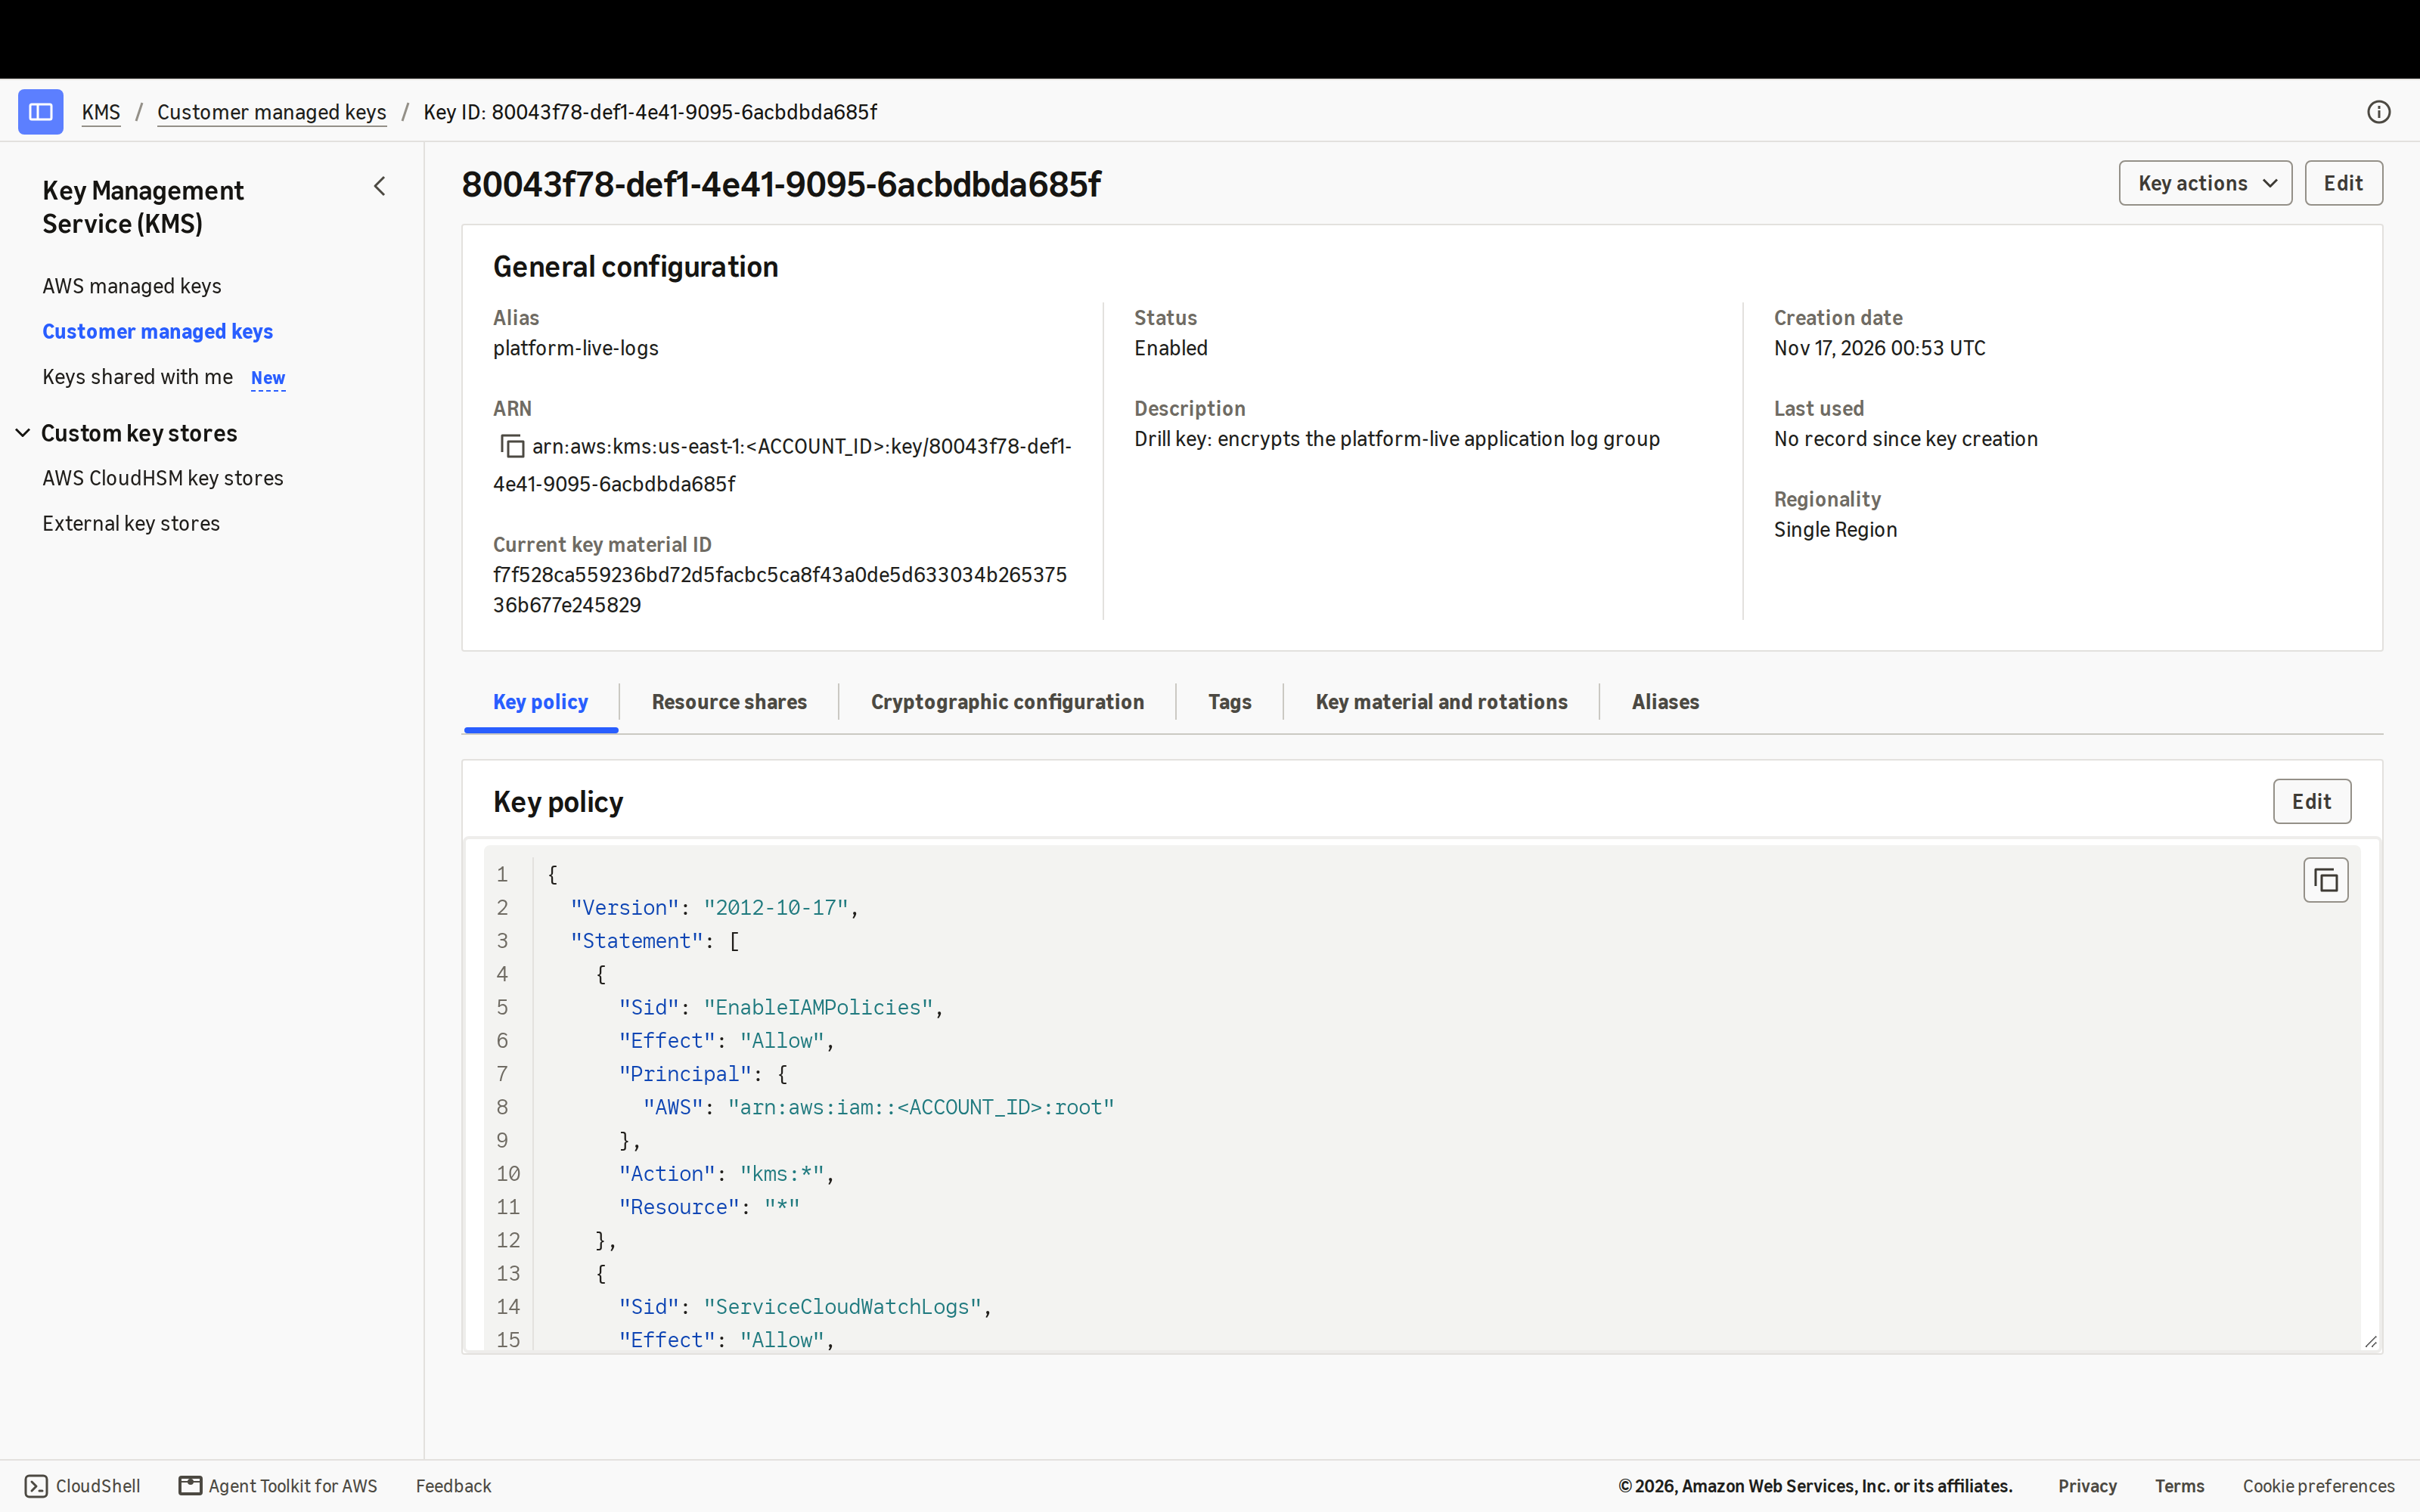 KMS / Customer managed keys / Key ID: 80043f78-def1-4e41-9095-6acbdbda685f
Key Management
Service (KMS)
AWS managed keys
Customer managed keys
Keys shared with me New
Custom key stores
AWS CloudHSM key stores
External key stores
80043f78-def1-4e41-9095-6acbdbda685f
Key actions
Edit
General configuration
Alias
platform-live-logs
ARN
arn:aws:kms:us-east-1:<ACCOUNT_ID>:key/80043f78-def1-
4e41-9095-6acbdbda685f
Current key material ID
f7f528ca559236bd72d5facbc5ca8f43a0de5d633034b265375
36b677e245829
Status
Enabled
Description
Drill key: encrypts the platform-live application log group
Creation date
Nov 17, 2026 00:53 UTC
Last used
No record since key creation
Regionality
Single Region
Key policy
Resource shares
Cryptographic configuration
Tags
Key material and rotations
Aliases
Key policy
Edit
1 {
2 "Version": "2012-10-17",
3 "Statement": [
4 {
5 "Sid": "EnableIAMPolicies",
6 "Effect": "Allow",
7 "Principal": {
8 "AWS": "arn:aws:iam::<ACCOUNT_ID>:root"
9 },
10 "Action": "kms:*",
11 "Resource": "*"
12 },
13 {
14 "Sid": "ServiceCloudWatchLogs",
15 "Effect": "Allow",
CloudShell
Agent Toolkit for AWS
Feedback
© 2026, Amazon Web Services, Inc. or its affiliates.
Privacy
Terms
Cookie preferences